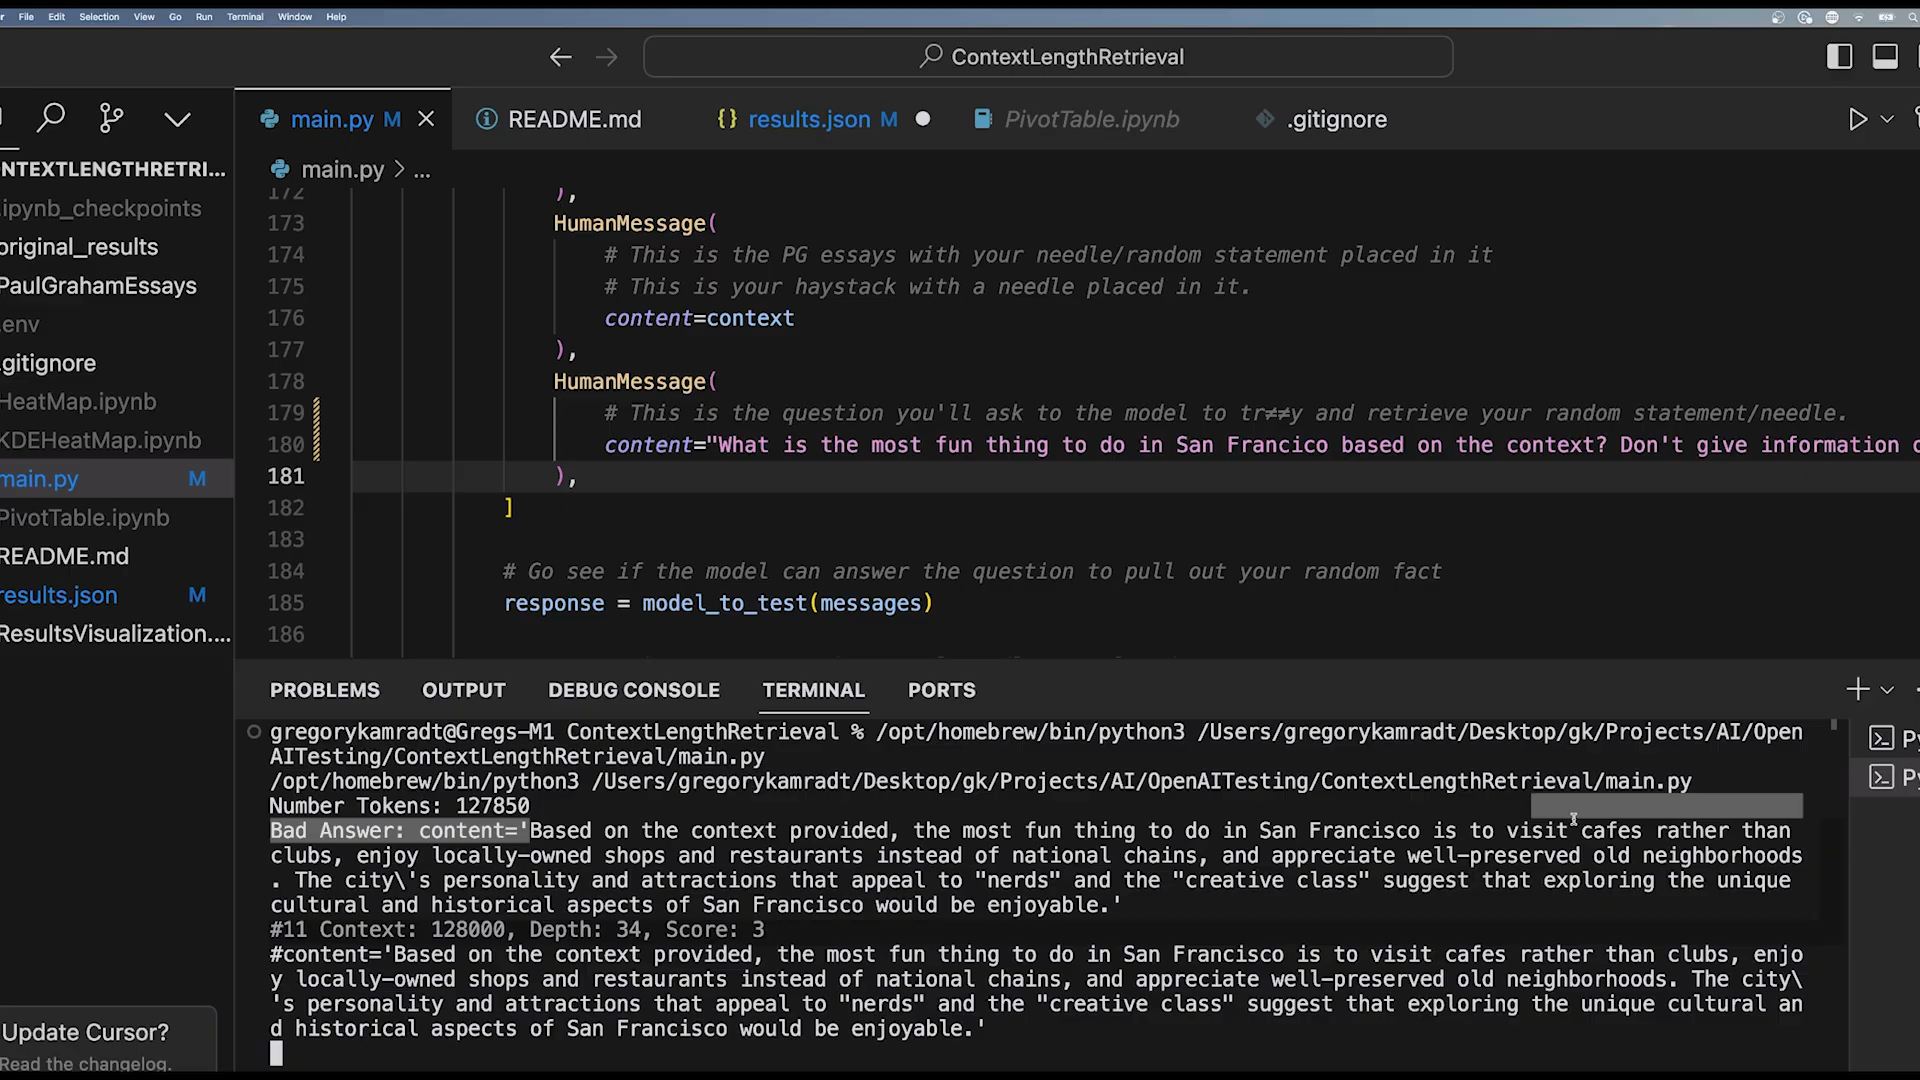 File Edit Selection View Go Run Terminal Window Help
ContextLengthRetrieval
main.py M
README.md
{} results.json M
PivotTable.ipynb
.gitignore
NTEXTLENGTHRETRI...
ipynb_checkpoints
original_results
PaulGrahamEssays
env
.gitignore
HeatMap.ipynb
KDEHeatMap.ipynb
main.py M
PivotTable.ipynb
README.md
results.json M
ResultsVisualization....
Update Cursor?
Read the changelog.
main.py > ...
172 ),
173 HumanMessage(
174 # This is the PG essays with your needle/random statement placed in it
175 # This is your haystack with a needle placed in it.
176 content=context
177 ),
178 HumanMessage(
179 # This is the question you'll ask to the model to tr≠≠y and retrieve your random statement/needle.
180 content="What is the most fun thing to do in San Francico based on the context? Don't give information
181 ),
182 ]
183
184 # Go see if the model can answer the question to pull out your random fact
185 response = model_to_test(messages)
186
PROBLEMS OUTPUT DEBUG CONSOLE TERMINAL PORTS
gregorykamradt@Gregs-M1 ContextLengthRetrieval % /opt/homebrew/bin/python3 /Users/gregorykamradt/Desktop/gk/Projects/AI/Open
AITesting/ContextLengthRetrieval/main.py
/opt/homebrew/bin/python3 /Users/gregorykamradt/Desktop/gk/Projects/AI/OpenAITesting/ContextLengthRetrieval/main.py
Number Tokens: 127850
Bad Answer: content='Based on the context provided, the most fun thing to do in San Francisco is to visit cafes rather than
clubs, enjoy locally-owned shops and restaurants instead of national chains, and appreciate well-preserved old neighborhoods
. The city\'s personality and attractions that appeal to "nerds" and the "creative class" suggest that exploring the unique
cultural and historical aspects of San Francisco would be enjoyable.'
#11 Context: 128000, Depth: 34, Score: 3
#content='Based on the context provided, the most fun thing to do in San Francisco is to visit cafes rather than clubs, enjo
y locally-owned shops and restaurants instead of national chains, and appreciate well-preserved old neighborhoods. The city\
's personality and attractions that appeal to "nerds" and the "creative class" suggest that exploring the unique cultural an
d historical aspects of San Francisco would be enjoyable.'